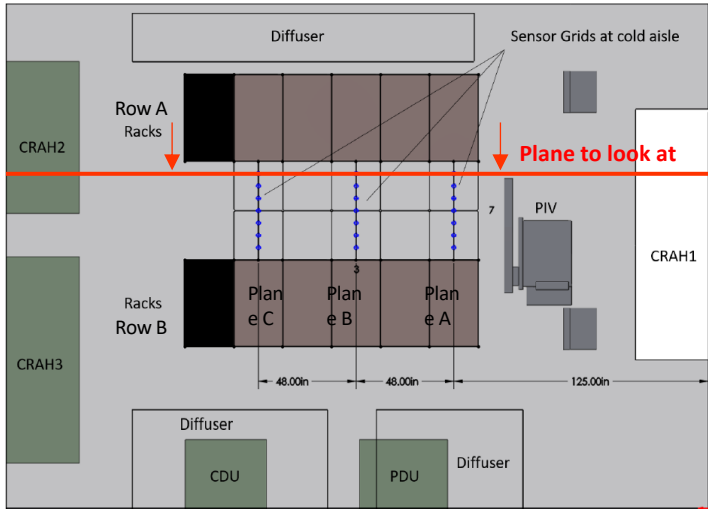 Diffuser
Sensor Grids at cold aisle
Row A
Racks
CRAH2
Plane to look at
7
PIV
CRAH1
3
Racks
Row B
Plan
e C
Plan
e B
Plan
e A
CRAH3
48.00in
48.00in
125.00in
Diffuser
Diffuser
CDU
PDU